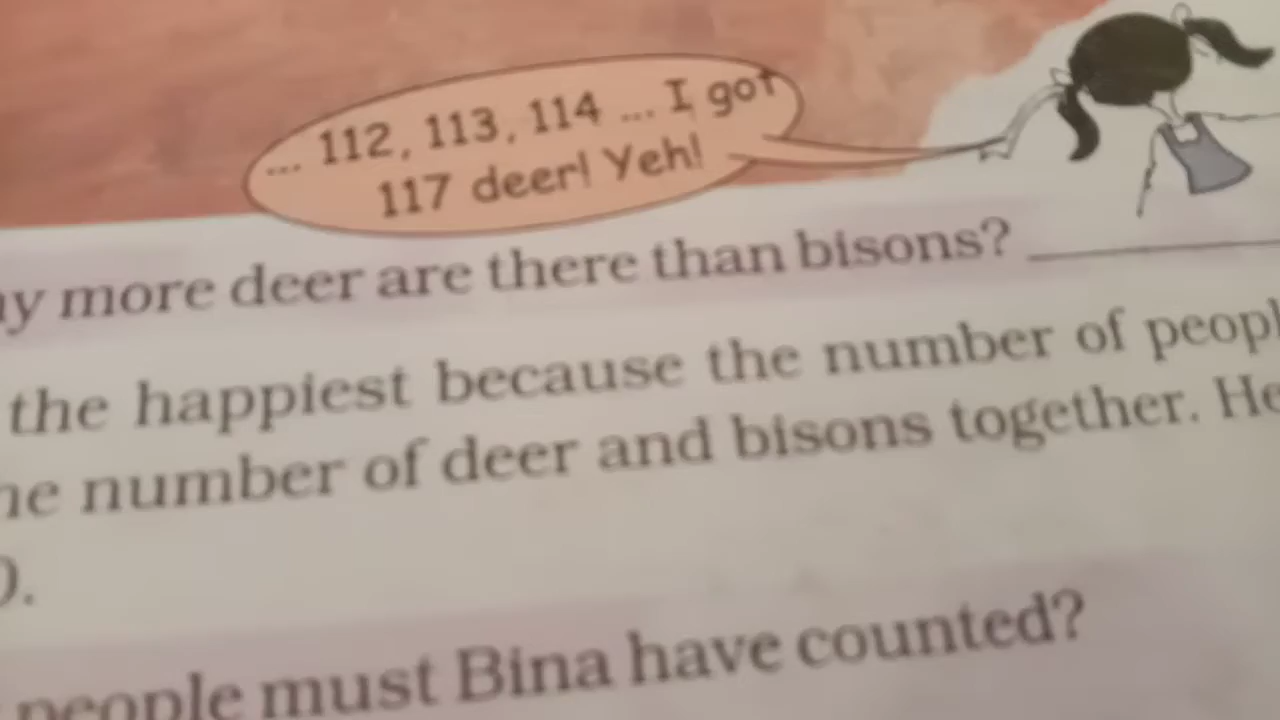 ... 112, 113, 114 ... I got
117 deer! Yeh!
more deer are there than bisons?
the happiest because the number of
number of deer and bisons together. He
people must Bina have counted?